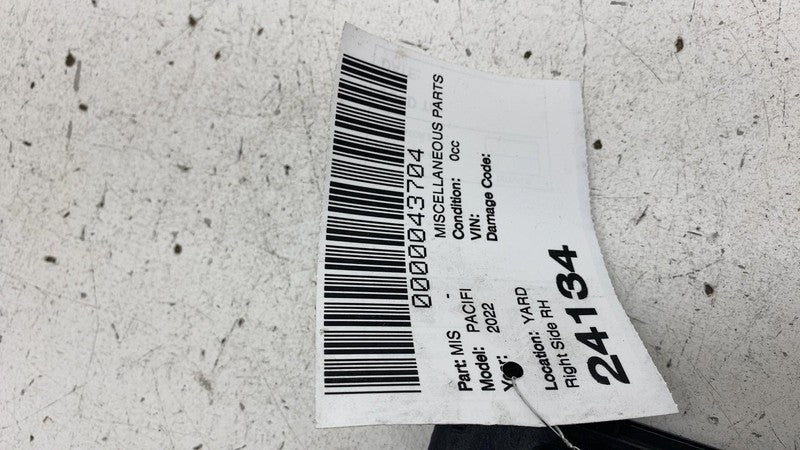 0000043704
Part: MIS - MISCELLANEOUS PARTS
Model: PACIFI Condition: 0cc
Year: 2022 VIN:
Damage Code:
Location: YARD
Right Side RH
24134